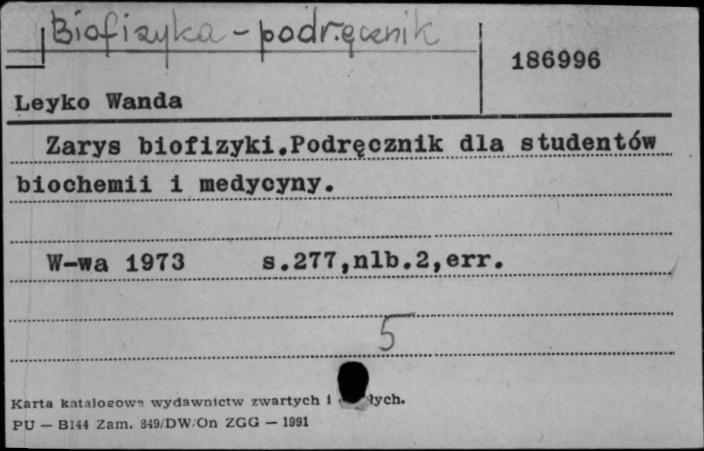 Biofizyka - podręcznik
186996
Leyko Wanda
Zarys biofizyki.Podręcznik dla studentów
biochemii i medycyny.
W-wa 1973 s.277,nlb.2,err.
5
Karta katalogowa wydawnictw zwartych i
PU — B144 Zam. 849/DW/On ZGG — 1991